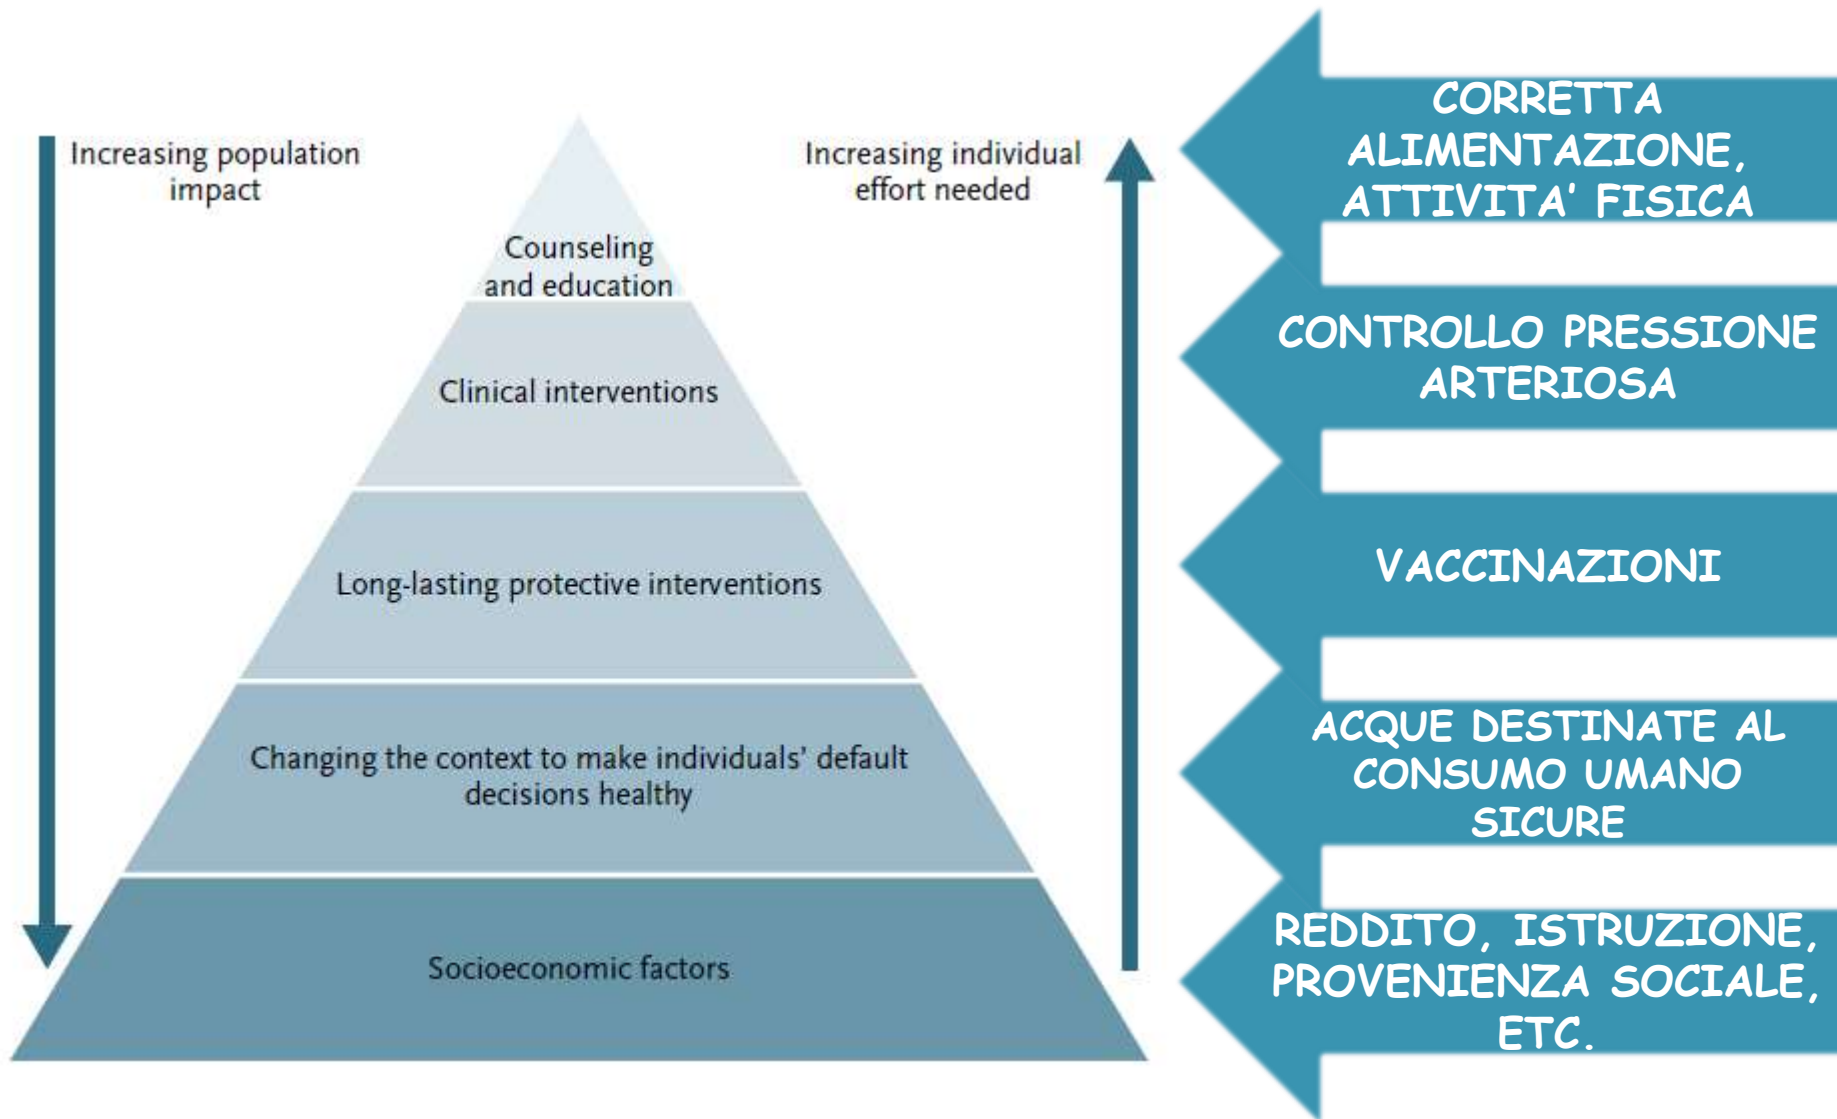 Increasing population
impact
Increasing individual
effort needed
Counseling
and education
Clinical interventions
Long-lasting protective interventions
Changing the context to make individuals’ default
decisions healthy
Socioeconomic factors
CORRETTA
ALIMENTAZIONE,
ATTIVITA’ FISICA
CONTROLLO PRESSIONE
ARTERIOSA
VACCINAZIONI
ACQUE DESTINATE AL
CONSUMO UMANO
SICURE
REDDITO, ISTRUZIONE,
PROVENIENZA SOCIALE,
ETC.